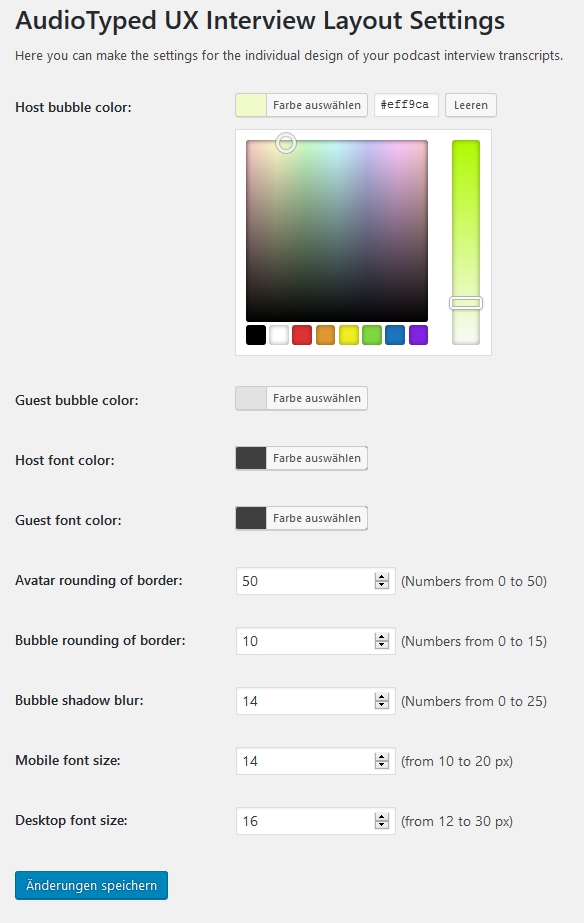 AudioTyped UX Interview Layout Settings
Here you can make the settings for the individual design of your podcast interview transcripts.
Host bubble color: Farbe auswählen #eff9ca Leeren
Guest bubble color: Farbe auswählen
Host font color: Farbe auswählen
Guest font color: Farbe auswählen
Avatar rounding of border: 50 (Numbers from 0 to 50)
Bubble rounding of border: 10 (Numbers from 0 to 15)
Bubble shadow blur: 14 (Numbers from 0 to 25)
Mobile font size: 14 (from 10 to 20 px)
Desktop font size: 16 (from 12 to 30 px)
Änderungen speichern